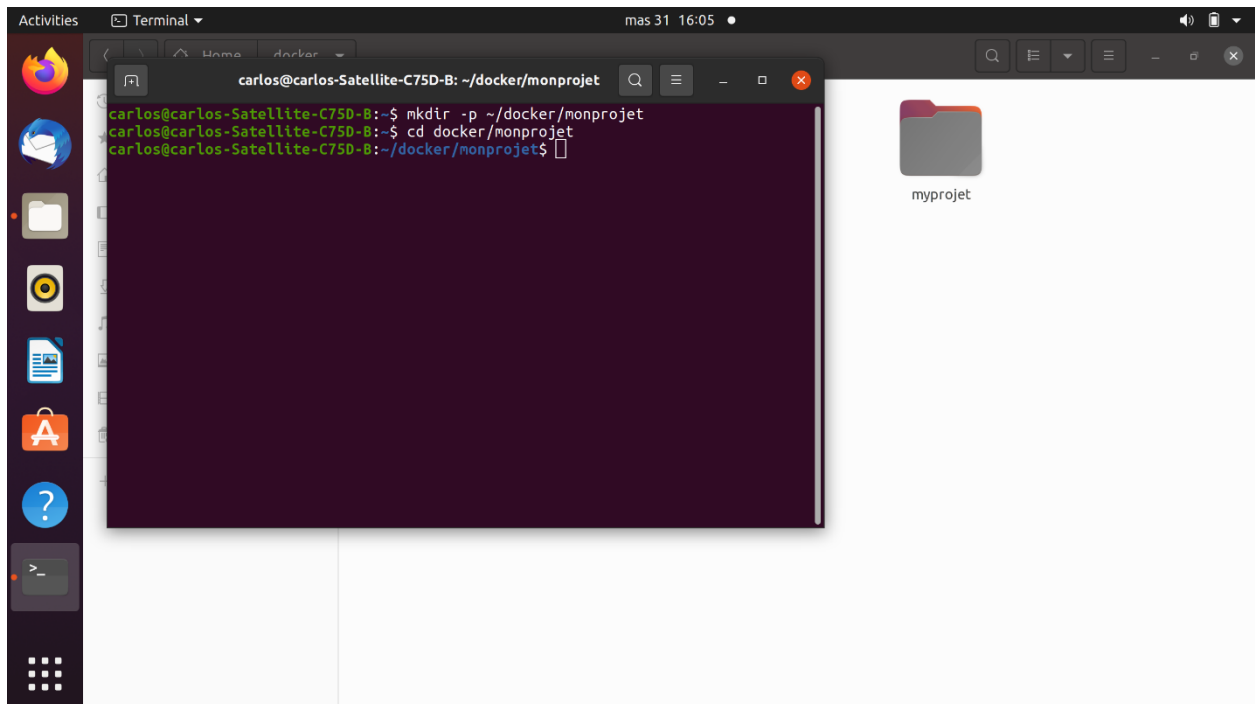 Activities
Terminal
mas 31 16:05
Home
docker
carlos@carlos-Satellite-C75D-B: ~/docker/monprojet
carlos@carlos-Satellite-C75D-B:~$ mkdir -p ~/docker/monprojet
carlos@carlos-Satellite-C75D-B:~$ cd docker/monprojet
carlos@carlos-Satellite-C75D-B:~/docker/monprojet$
myprojet